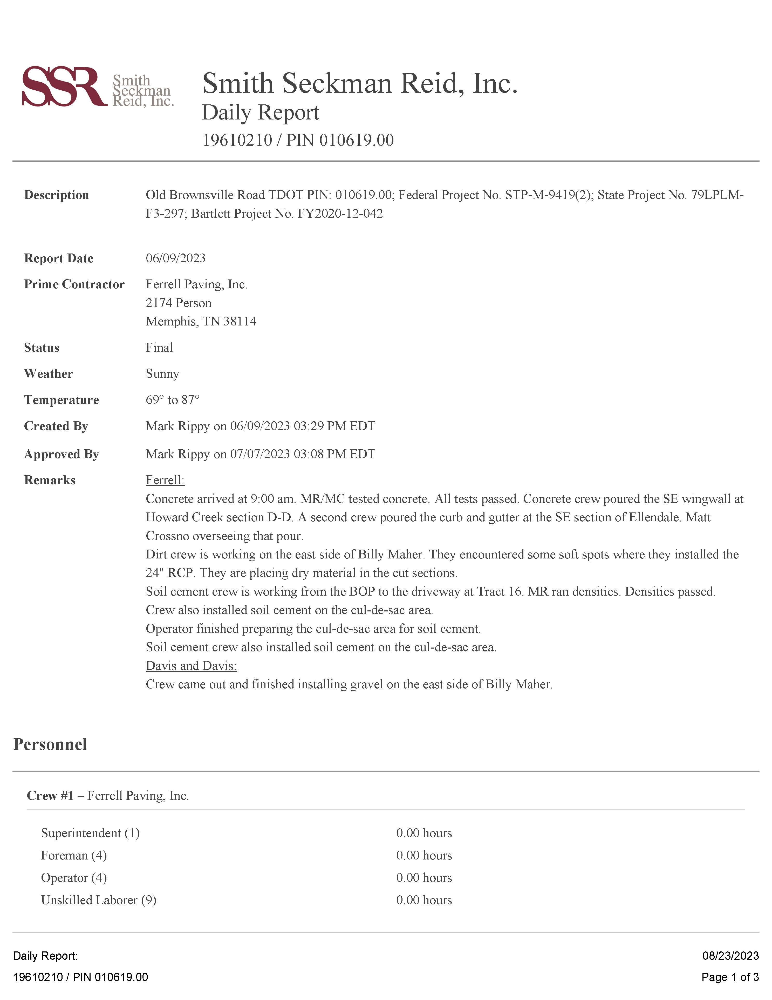 SSR Smith
Seckman
Reid, Inc.
Smith Seckman Reid, Inc.
Daily Report
19610210 / PIN 010619.00
Description Old Brownsville Road TDOT PIN: 010619.00; Federal Project No. STP-M-9419(2); State Project No. 79LPLM-
F3-297; Bartlett Project No. FY2020-12-042
Report Date 06/09/2023
Prime Contractor Ferrell Paving, Inc.
2174 Person
Memphis, TN 38114
Status Final
Weather Sunny
Temperature 69° to 87°
Created By Mark Rippy on 06/09/2023 03:29 PM EDT
Approved By Mark Rippy on 07/07/2023 03:08 PM EDT
Remarks Ferrell:
Concrete arrived at 9:00 am. MR/MC tested concrete. All tests passed. Concrete crew poured the SE wingwall at
Howard Creek section D-D. A second crew poured the curb and gutter at the SE section of Ellendale. Matt
Crossno overseeing that pour.
Dirt crew is working on the east side of Billy Maher. They encountered some soft spots where they installed the
24" RCP. They are placing dry material in the cut sections.
Soil cement crew is working from the BOP to the driveway at Tract 16. MR ran densities. Densities passed.
Crew also installed soil cement on the cul-de-sac area.
Operator finished preparing the cul-de-sac area for soil cement.
Soil cement crew also installed soil cement on the cul-de-sac area.
Davis and Davis:
Crew came out and finished installing gravel on the east side of Billy Maher.
Personnel
Crew #1 – Ferrell Paving, Inc.
Superintendent (1) 0.00 hours
Foreman (4) 0.00 hours
Operator (4) 0.00 hours
Unskilled Laborer (9) 0.00 hours
Daily Report: 08/23/2023
19610210 / PIN 010619.00 Page 1 of 3